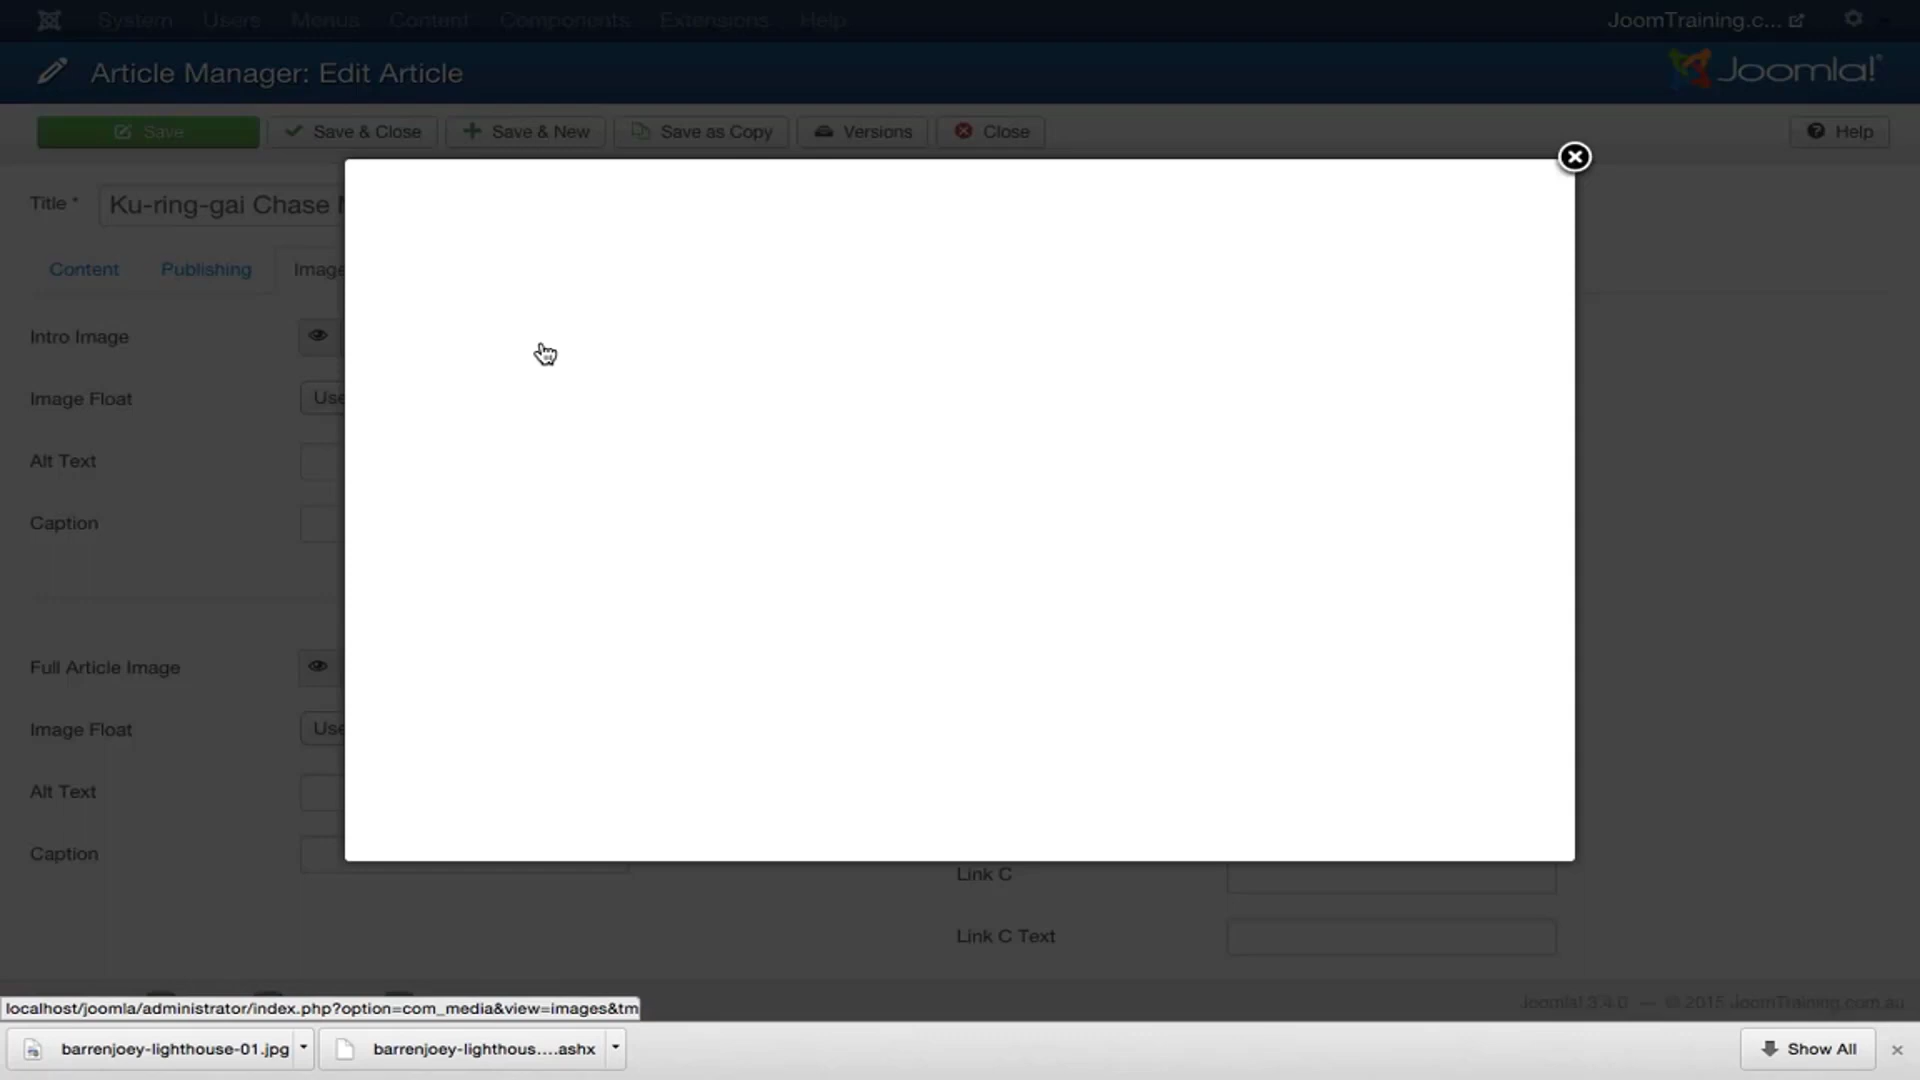 System Users Menus Content Components Extensions Help JoomTraining.c...
Article Manager: Edit Article Joomla!®
Save Save & Close Save & New Save as Copy Versions Close Help
Title * Ku-ring-gai Chase
Content Publishing Image
Intro Image
Image Float Use
Alt Text
Caption
Full Article Image
Image Float Use
Alt Text
Caption
Link C
Link C Text
Joomla! 3.4.0 — © 2015 JoomTraining.com.au
localhost/joomla/administrator/index.php?option=com_media&view=images&tm
barrenjoey-lighthouse-01.jpg barrenjoey-lighthous....ashx Show All